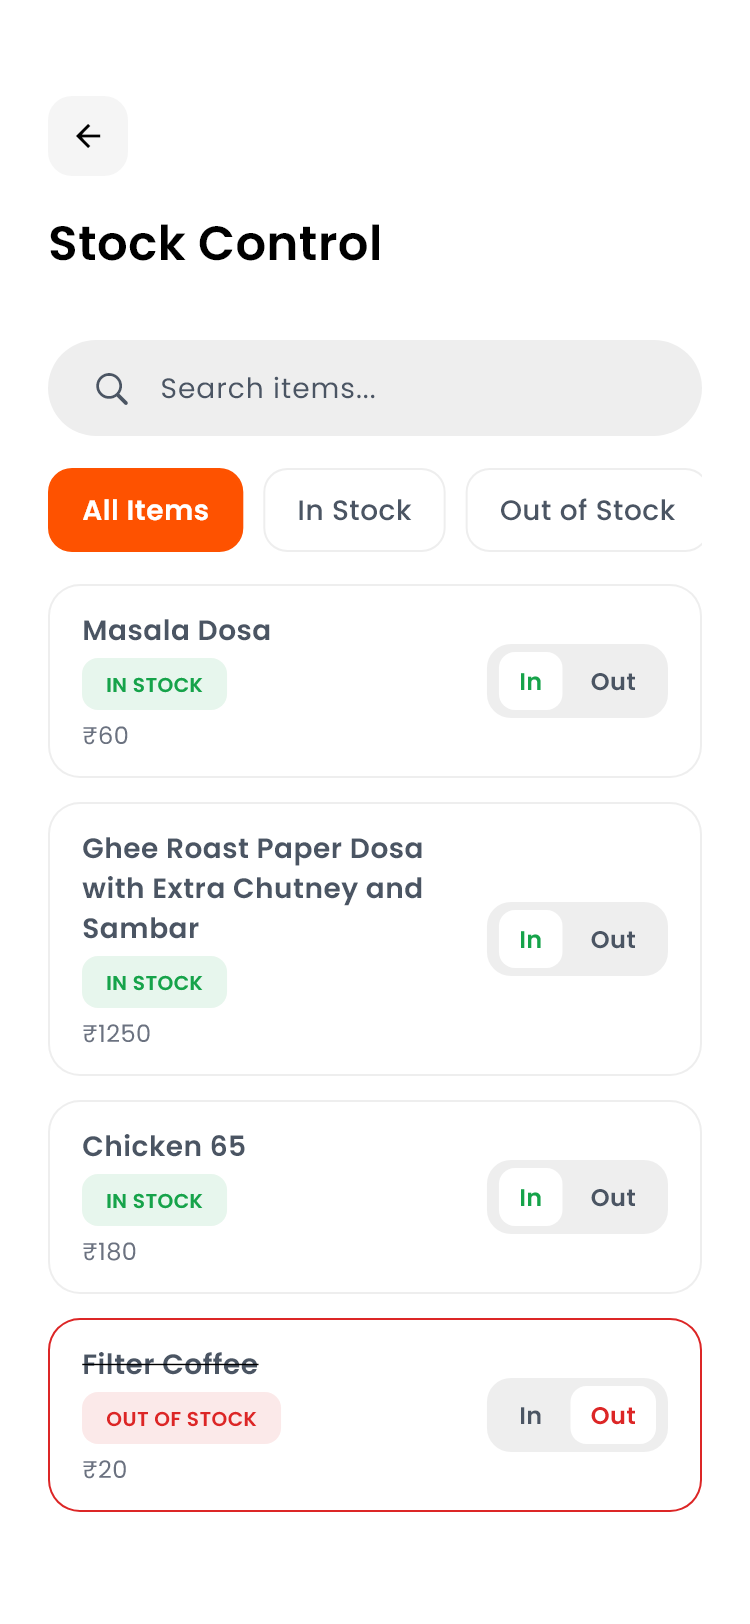 Stock Control
Search items...
All Items
In Stock
Out of Stock
Masala Dosa
IN STOCK
In
Out
₹60
Ghee Roast Paper Dosa
with Extra Chutney and
Sambar
IN STOCK
In
Out
₹1250
Chicken 65
IN STOCK
In
Out
₹180
Filter Coffee
OUT OF STOCK
In
Out
₹20